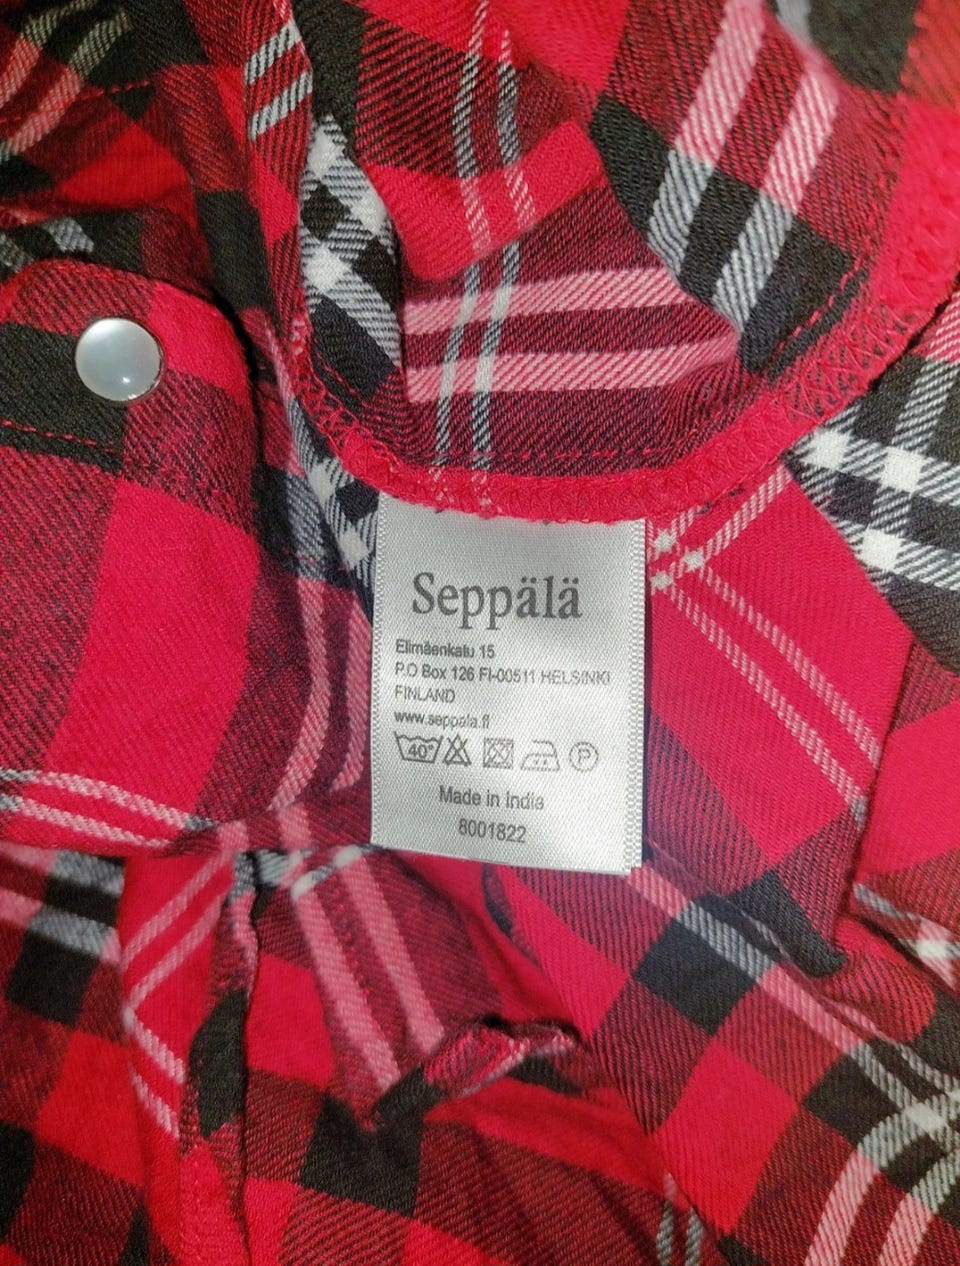 Seppälä
Elimäenkatu 15
P.O Box 126 FI-00511 HELSINKI
FINLAND
www.seppala.fi
40° P
Made in India
8001822